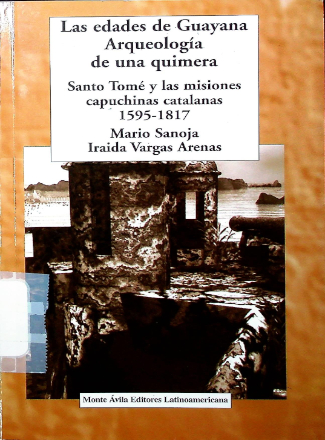 Las edades de Guayana
Arqueología
de una quimera
Santo Tomé y las misiones
capuchinas catalanas
1595-1817
Mario Sanoja
Iraida Vargas Arenas
Monte Ávila Editores Latinoamericana